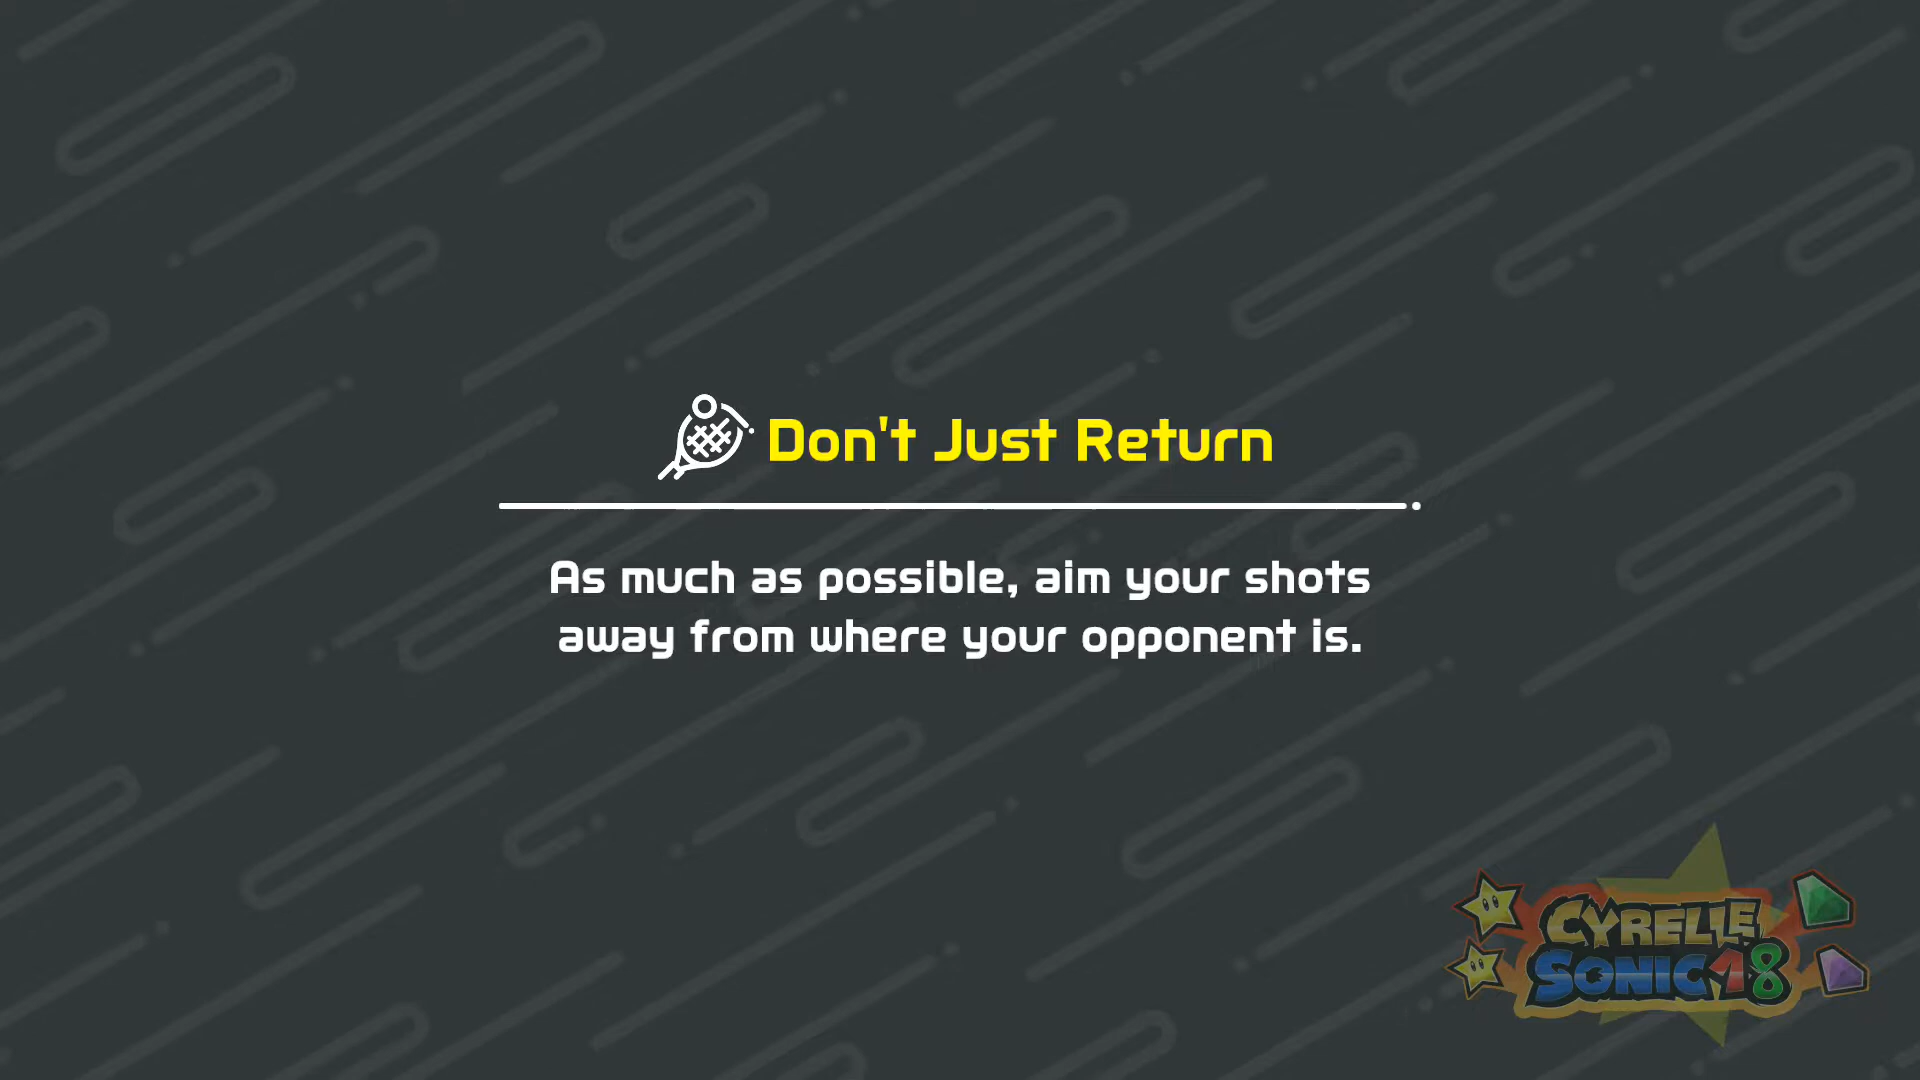 Don't Just Return
As much as possible, aim your shots
away from where your opponent is.
CYRELLE
SONIC18